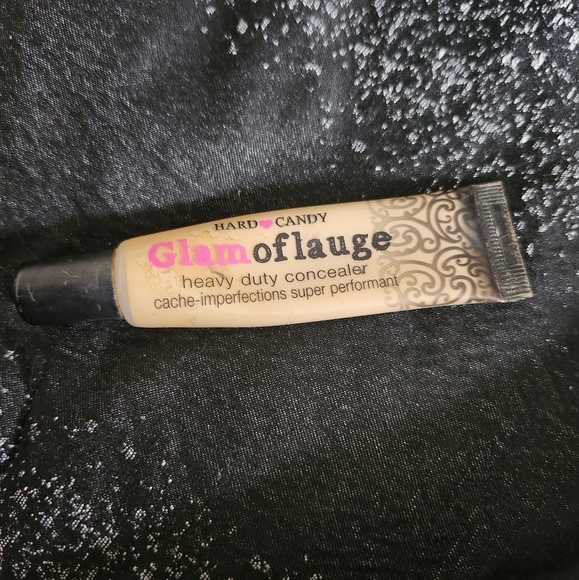 HARD CANDY
Glamoflauge
heavy duty concealer
cache-imperfections super performant